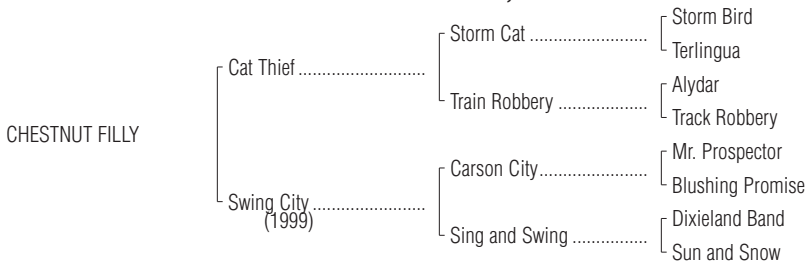 Storm Bird
Storm Cat ..........................
Terlingua
Cat Thief ............................
Alydar
Train Robbery ....................
Track Robbery
CHESTNUT FILLY
Mr. Prospector
Carson City........................
Blushing Promise
Swing City .........................
(1999)
Dixieland Band
Sing and Swing .................
Sun and Snow